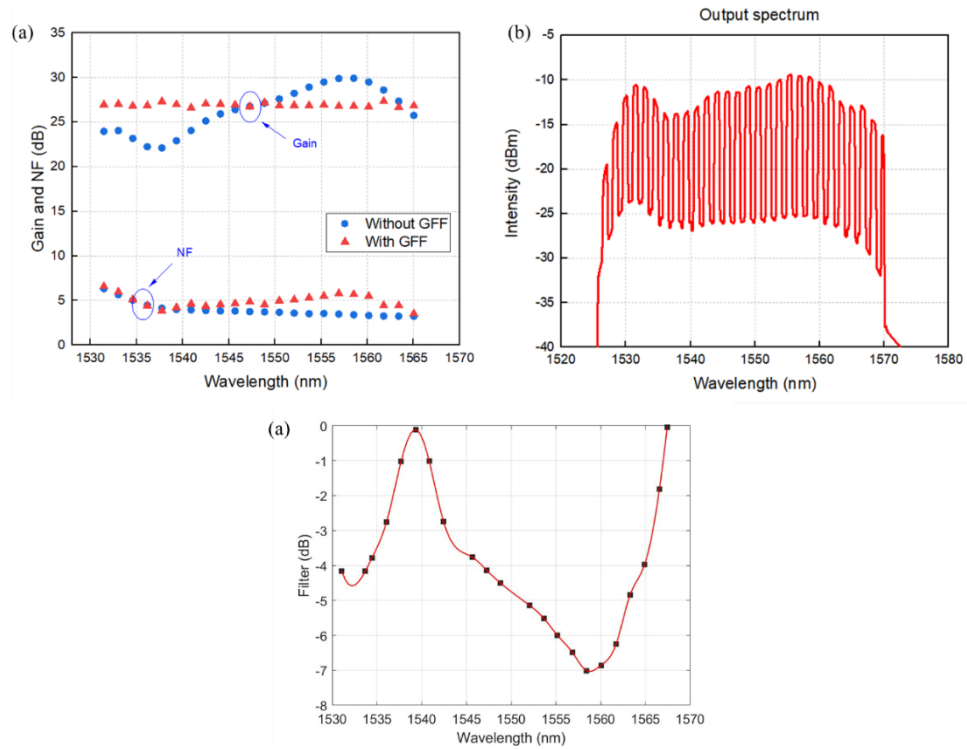 (a)
35
30
25
20
15
10
5
0
Gain and NF (dB)
Gain
Without GFF
With GFF
NF
1530 1535 1540 1545 1550 1555 1560 1565 1570
Wavelength (nm)
(b)
Output spectrum
-5
-10
-15
-20
-25
-30
-35
-40
Intensity (dBm)
1520 1530 1540 1550 1560 1570 1580
Wavelength (nm)
(a)
0
-1
-2
-3
-4
-5
-6
-7
-8
Filter (dB)
1530 1535 1540 1545 1550 1555 1560 1565 1570
Wavelength (nm)